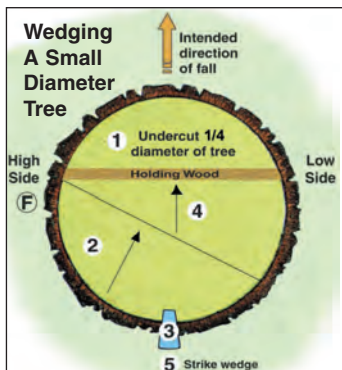 Wedging
A Small
Diameter
Tree
Intended
direction
of fall
1
Undercut 1/4
diameter of tree
High
Side
Low
Side
Holding Wood
F
4
2
3
5 Strike wedge